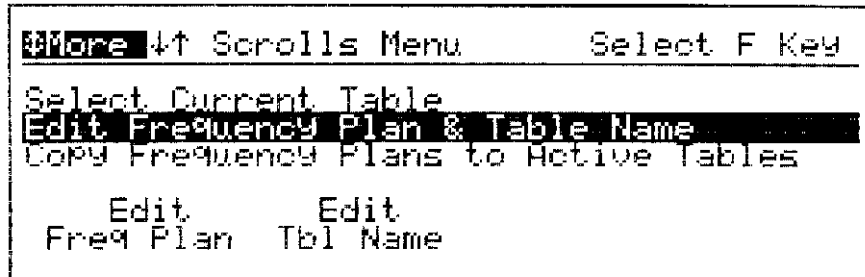 ⇕More ↓↑ Scrolls Menu Select F Key
Select Current Table
Edit Frequency Plan & Table Name
Copy Frequency Plans to Active Tables
Edit Edit
Freq Plan Tbl Name